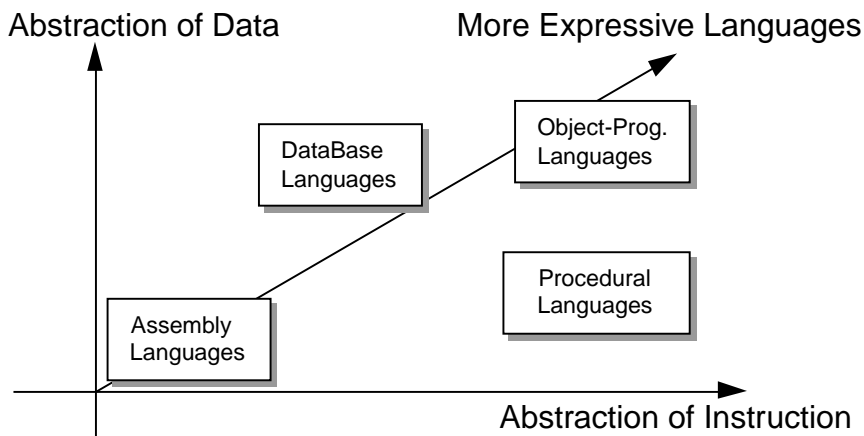 Abstraction of Data
More Expressive Languages
Object-Prog.
Languages
DataBase
Languages
Procedural
Languages
Assembly
Languages
Abstraction of Instruction